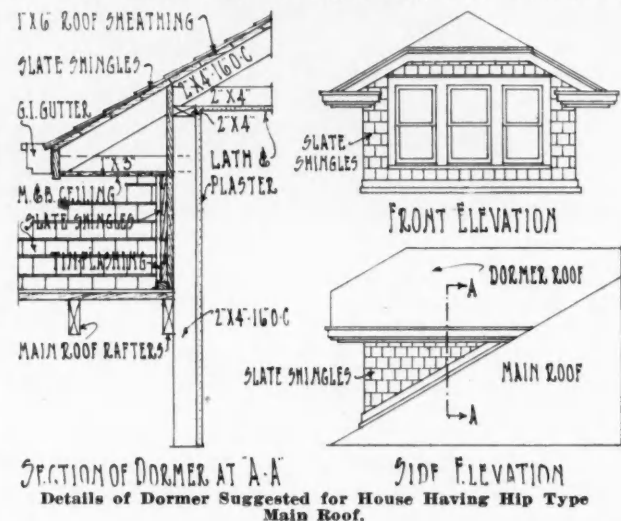 1"X6" ROOF SHEATHING
SLATE SHINGLES
2"X4"-16"O-C
2"X4"
G.I. GUTTER
2"X4"
1"X3"
LATH &
PLASTER
M.&B. CEILING
SLATE SHINGLES
TIN FLASHING
2"X4"-16"O-C
MAIN ROOF RAFTERS
SECTION OF DORMER AT "A-A"
SLATE
SHINGLES
FRONT ELEVATION
DORMER ROOF
A
MAIN ROOF
SLATE SHINGLES
A
SIDE ELEVATION
Details of Dormer Suggested for House Having Hip Type
Main Roof.